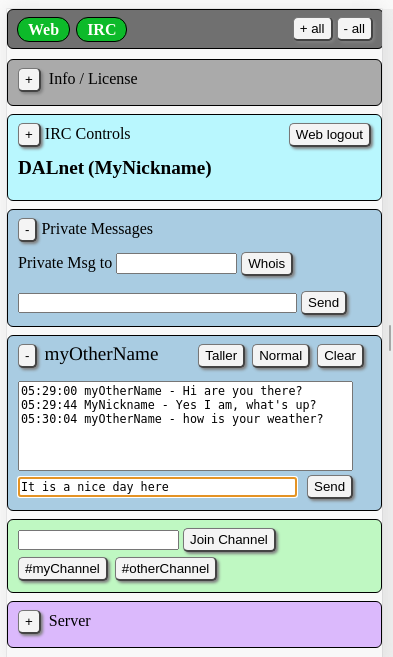 Web IRC + all - all
+ Info / License
+ IRC Controls Web logout
DALnet (MyNickname)
- Private Messages
Private Msg to Whois
Send
- myOtherName Taller Normal Clear
05:29:00 myOtherName - Hi are you there?
05:29:44 MyNickname - Yes I am, what's up?
05:30:04 myOtherName - how is your weather?
It is a nice day here Send
Join Channel
#myChannel #otherChannel
+ Server